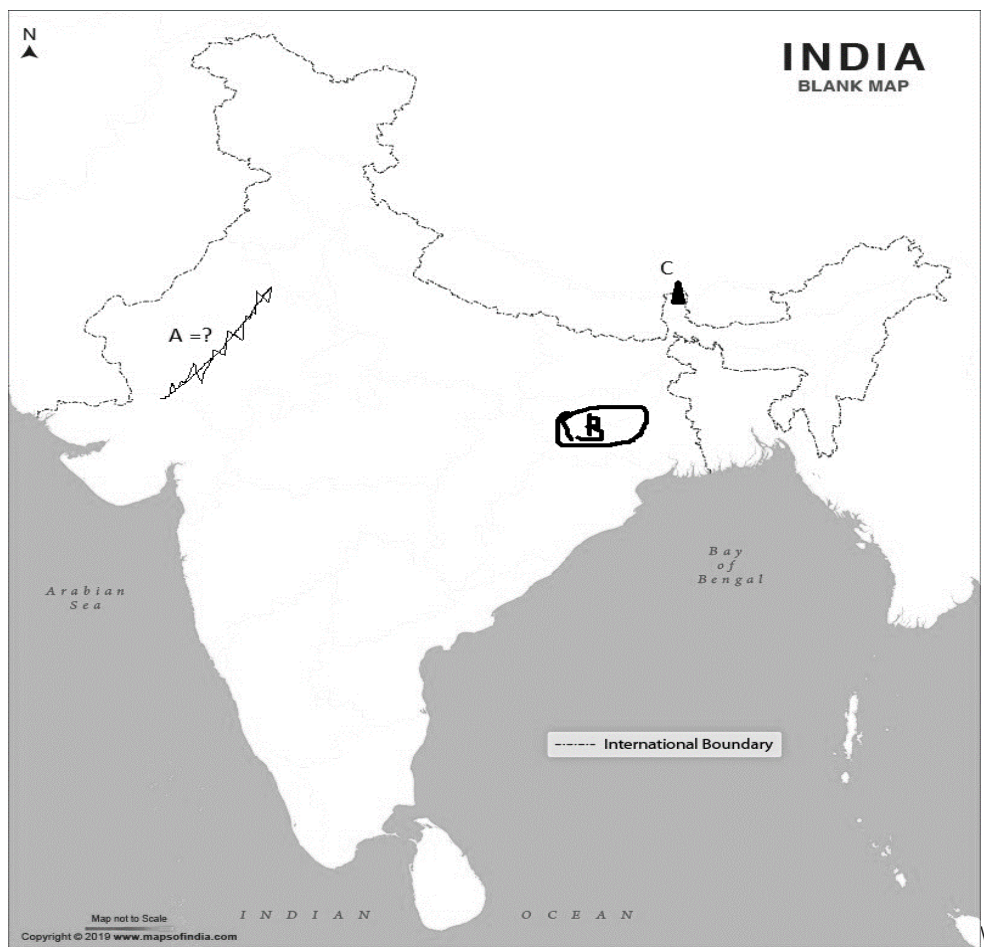 N
INDIA
BLANK MAP
C
A =?
B
Bay
of
Bengal
Arabian
Sea
International Boundary
Map not to Scale
INDIAN OCEAN
Copyright © 2019 www.mapsofindia.com